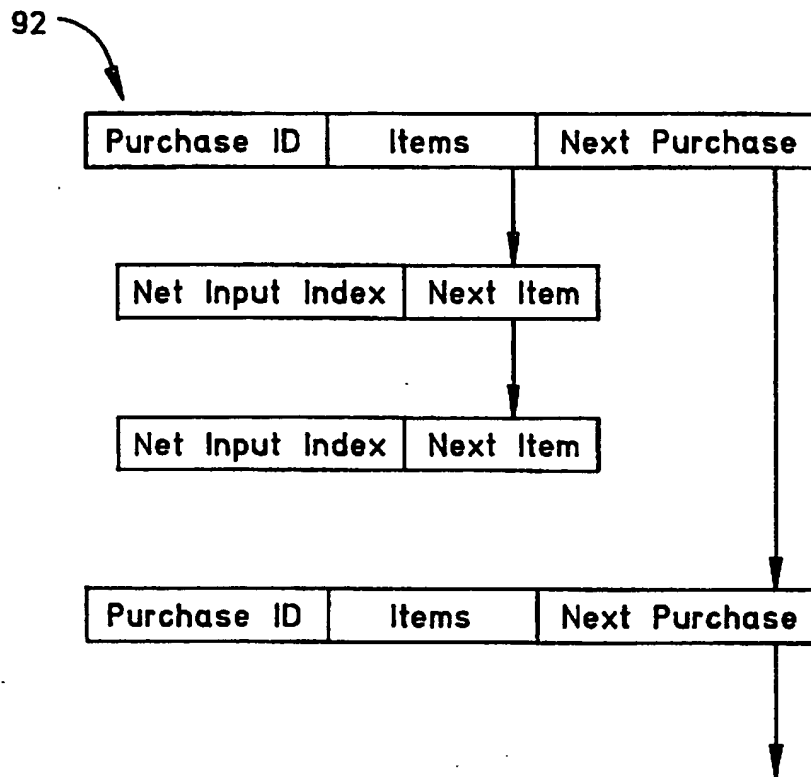 92
Purchase ID Items Next Purchase
Net Input Index Next Item
Net Input Index Next Item
Purchase ID Items Next Purchase